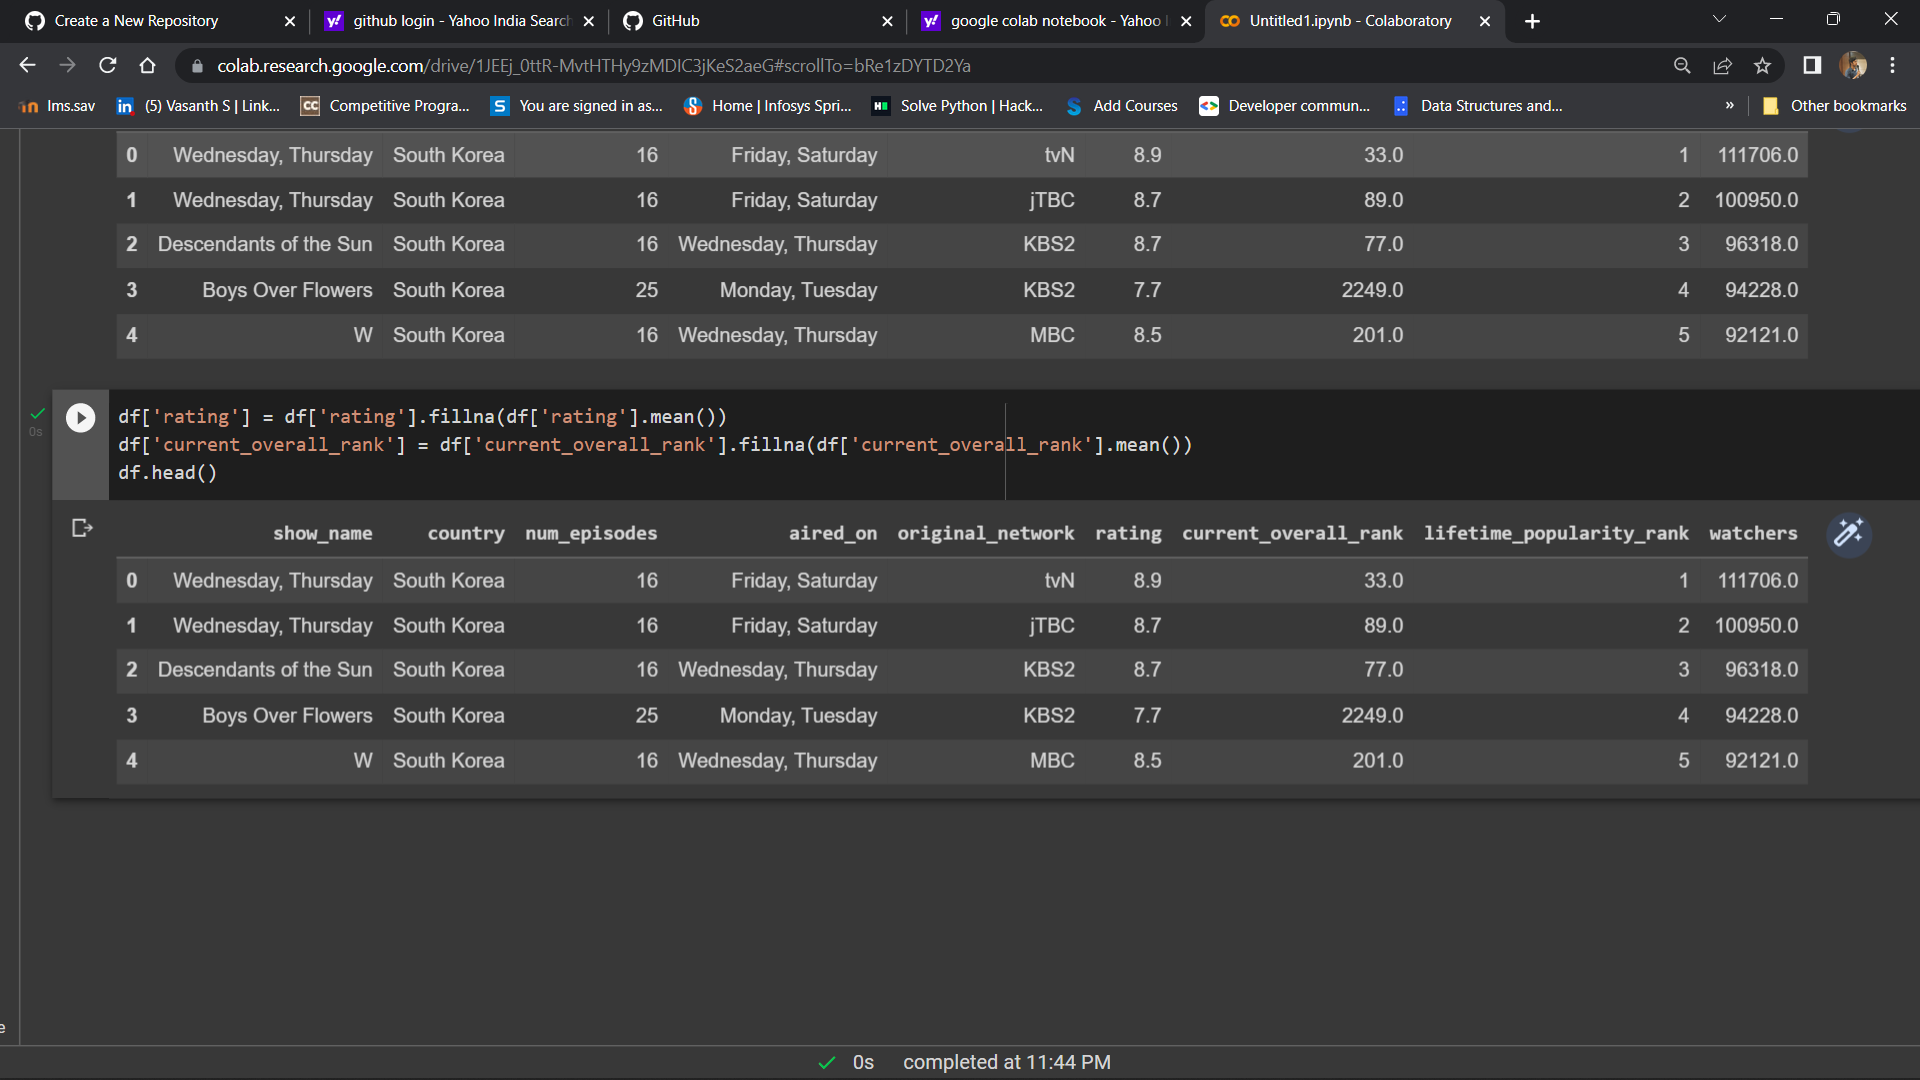 Create a New Repository
github login - Yahoo India Search
GitHub
google colab notebook - Yahoo
Untitled1.ipynb - Colaboratory
colab.research.google.com/drive/1JEEj_0ttR-MvtHTHy9zMDIC3jKeS2aeG#scrollTo=bRe1zDYTD2Ya
lms.sav
(5) Vasanth S | Link...
Competitive Progra...
You are signed in as...
Home | Infosys Spri...
Solve Python | Hack...
Add Courses
Developer commun...
Data Structures and...
»
Other bookmarks
0 Wednesday, Thursday South Korea 16 Friday, Saturday tvN 8.9 33.0 1 111706.0
1 Wednesday, Thursday South Korea 16 Friday, Saturday jTBC 8.7 89.0 2 100950.0
2 Descendants of the Sun South Korea 16 Wednesday, Thursday KBS2 8.7 77.0 3 96318.0
3 Boys Over Flowers South Korea 25 Monday, Tuesday KBS2 7.7 2249.0 4 94228.0
4 W South Korea 16 Wednesday, Thursday MBC 8.5 201.0 5 92121.0
0s
df['rating'] = df['rating'].fillna(df['rating'].mean())
df['current_overall_rank'] = df['current_overall_rank'].fillna(df['current_overall_rank'].mean())
df.head()
show_name country num_episodes aired_on original_network rating current_overall_rank lifetime_popularity_rank watchers
0 Wednesday, Thursday South Korea 16 Friday, Saturday tvN 8.9 33.0 1 111706.0
1 Wednesday, Thursday South Korea 16 Friday, Saturday jTBC 8.7 89.0 2 100950.0
2 Descendants of the Sun South Korea 16 Wednesday, Thursday KBS2 8.7 77.0 3 96318.0
3 Boys Over Flowers South Korea 25 Monday, Tuesday KBS2 7.7 2249.0 4 94228.0
4 W South Korea 16 Wednesday, Thursday MBC 8.5 201.0 5 92121.0
e
0s completed at 11:44 PM